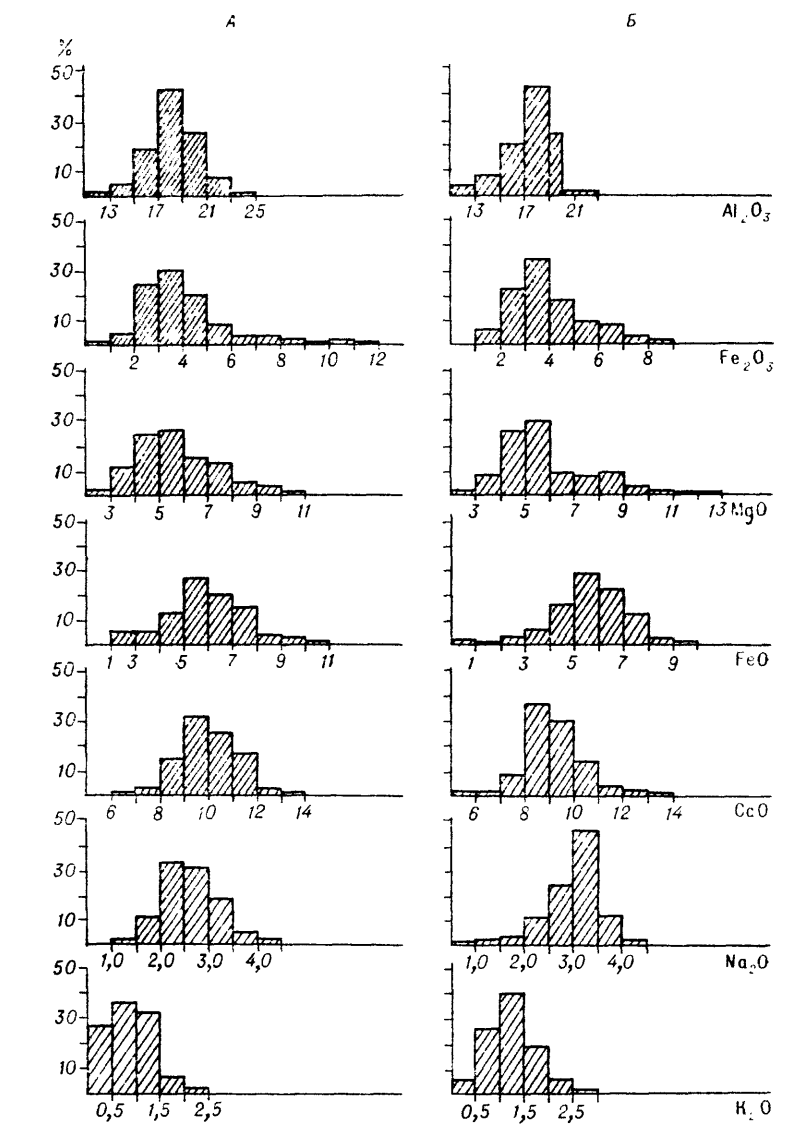 А Б
%
50
30
10
13 17 21 25 13 17 21 Al₂O₃
50
30
10
2 4 6 8 10 12 2 4 6 8 Fe₂O₃
50
30
10
3 5 7 9 11 3 5 7 9 11 13 MgO
50
30
10
1 3 5 7 9 11 1 3 5 7 9 FeO
50
30
10
6 8 10 12 14 6 8 10 12 14 CaO
50
30
10
1,0 2,0 3,0 4,0 1,0 2,0 3,0 4,0 Na₂O
50
30
10
0,5 1,5 2,5 0,5 1,5 2,5 K₂O